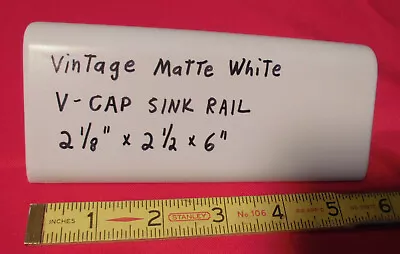 Vintage Matte White
V-CAP SINK RAIL
2 1/8" x 2 1/2 x 6"
INCHES 1 2 STANLEY 3 No 106 4 5 6